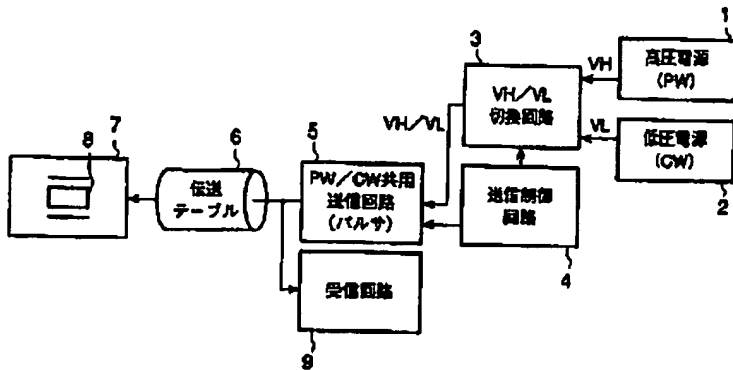 1
高圧電源
(PW)
VH
3
VH/VL
切換回路
VL
低圧電源
(CW)
2
VH/VL
5
PW/CW共用
送信回路
(パルサ)
送信制御
回路
4
6
伝送
テーブル
7
8
受信回路
9